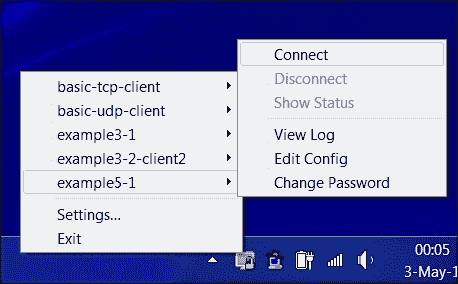 basic-tcp-client
basic-udp-client
example3-1
example3-2-client2
example5-1
Settings...
Exit
Connect
Disconnect
Show Status
View Log
Edit Config
Change Password
00:05
3-May-1